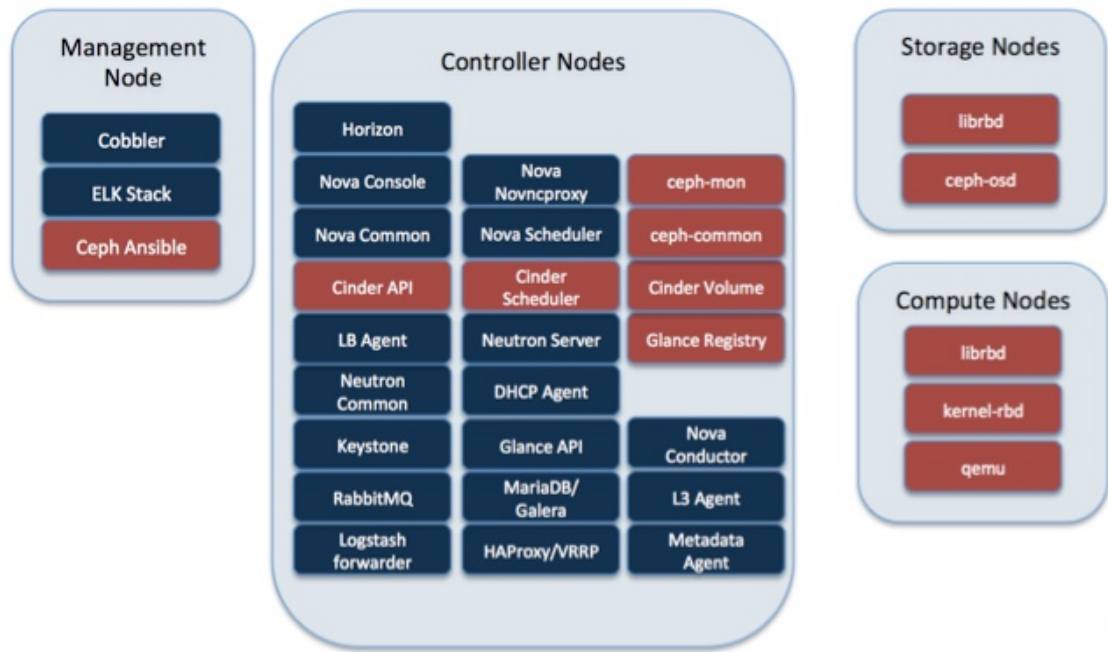 Management
Node
Cobbler
ELK Stack
Ceph Ansible
Controller Nodes
Horizon
Nova Console
Nova
Novncproxy
ceph-mon
Nova Common
Nova Scheduler
ceph-common
Cinder API
Cinder
Scheduler
Cinder Volume
LB Agent
Neutron Server
Glance Registry
Neutron
Common
DHCP Agent
Keystone
Glance API
Nova
Conductor
RabbitMQ
MariaDB/
Galera
L3 Agent
Logstash
forwarder
HAProxy/VRRP
Metadata
Agent
Storage Nodes
librbd
ceph-osd
Compute Nodes
librbd
kernel-rbd
qemu